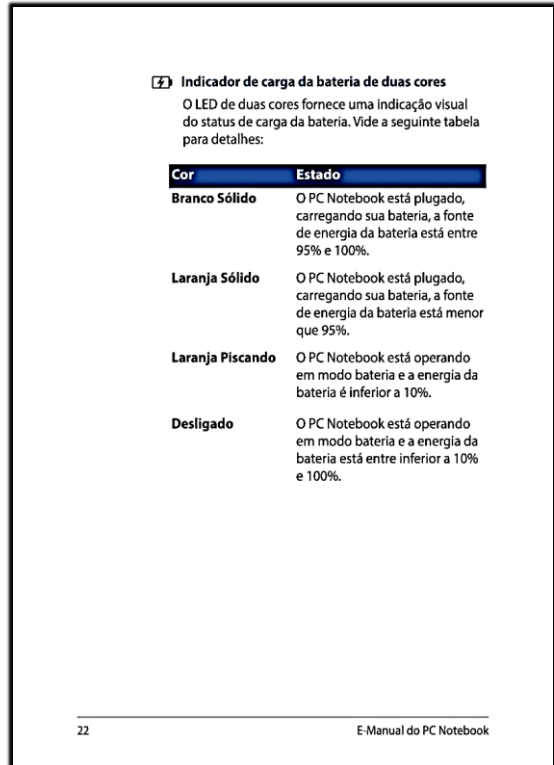 Indicador de carga da bateria de duas cores
O LED de duas cores fornece uma indicação visual
do status de carga da bateria. Vide a seguinte tabela
para detalhes:
Cor Estado
Branco Sólido O PC Notebook está plugado,
carregando sua bateria, a fonte
de energia da bateria está entre
95% e 100%.
Laranja Sólido O PC Notebook está plugado,
carregando sua bateria, a fonte
de energia da bateria está menor
que 95%.
Laranja Piscando O PC Notebook está operando
em modo bateria e a energia da
bateria é inferior a 10%.
Desligado O PC Notebook está operando
em modo bateria e a energia da
bateria está entre inferior a 10%
e 100%.
22 E-Manual do PC Notebook